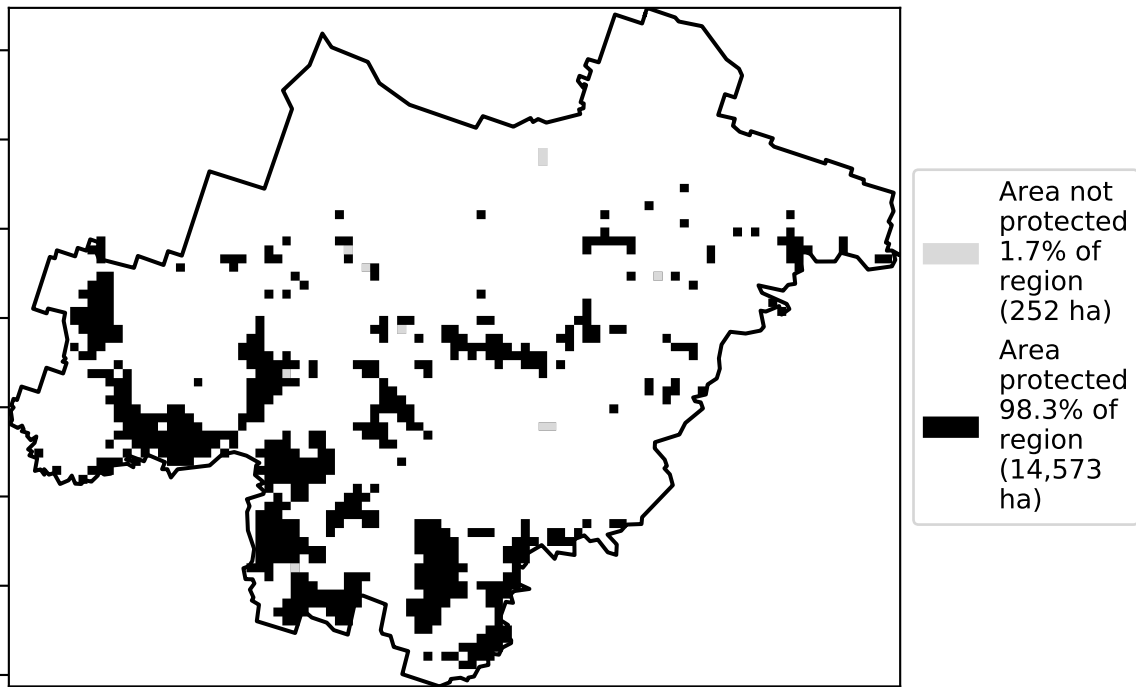 Area not
protected
1.7% of
region
(252 ha)
Area
protected
98.3% of
region
(14,573
ha)